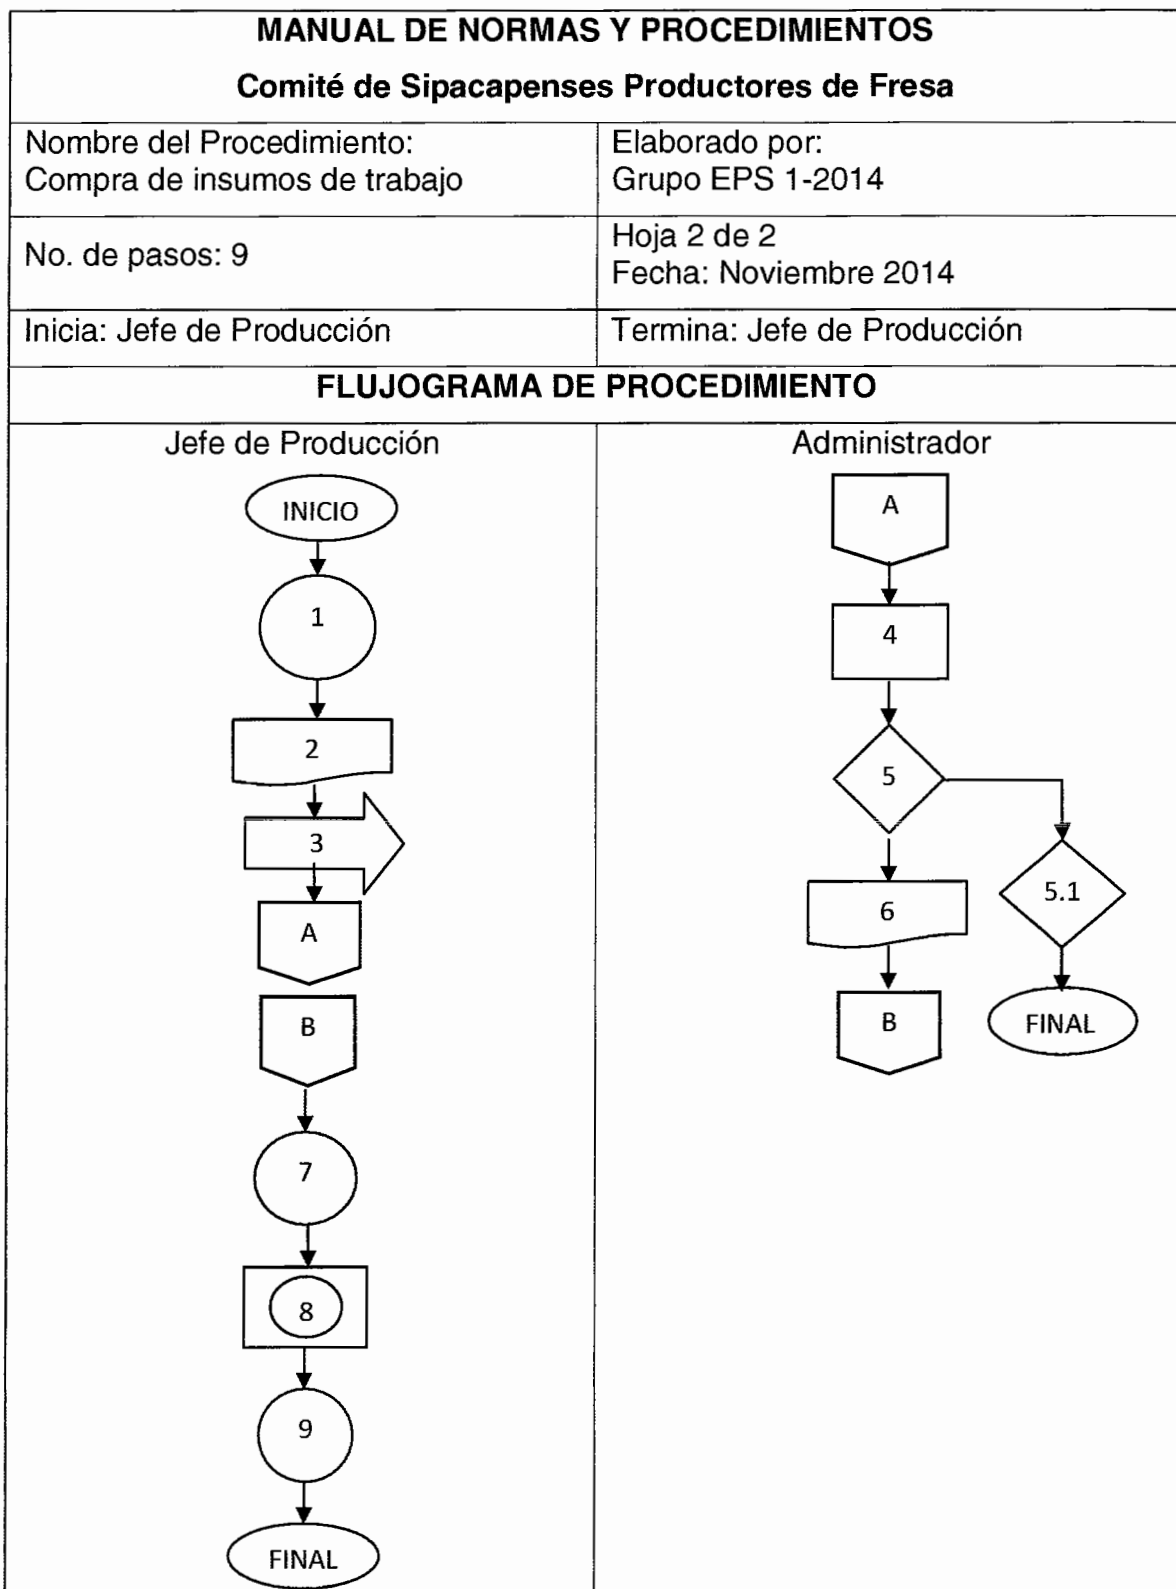 MANUAL DE NORMAS Y PROCEDIMIENTOS
Comité de Sipacapenses Productores de Fresa
Nombre del Procedimiento:
Compra de insumos de trabajo
Elaborado por:
Grupo EPS 1-2014
No. de pasos: 9
Hoja 2 de 2
Fecha: Noviembre 2014
Inicia: Jefe de Producción
Termina: Jefe de Producción
FLUJOGRAMA DE PROCEDIMIENTO
Jefe de Producción
INICIO
1
2
3
A
B
7
8
9
FINAL
Administrador
A
4
5
5.1
6
B
FINAL